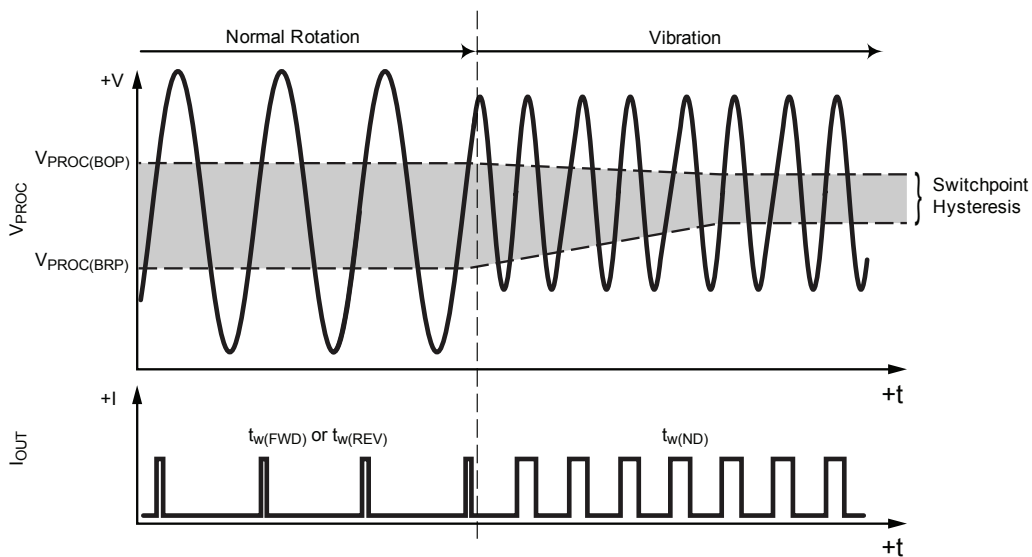 Normal Rotation
Vibration
+V
VPROC(BOP)
VPROC
VPROC(BRP)
Switchpoint
Hysteresis
+t
+I
tw(FWD) or tw(REV)
tw(ND)
IOUT
+t